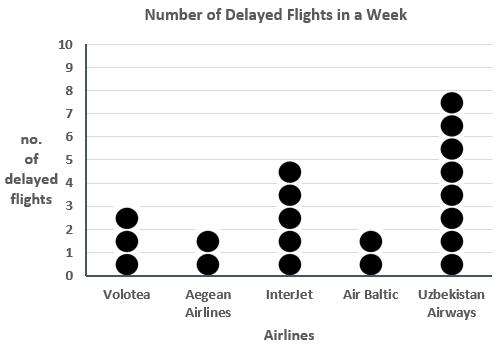 Number of Delayed Flights in a Week
10
9
8
7
6
5
4
3
2
1
0
no.
of
delayed
flights
Volotea
Aegean
Airlines
InterJet
Air Baltic
Uzbekistan
Airways
Airlines